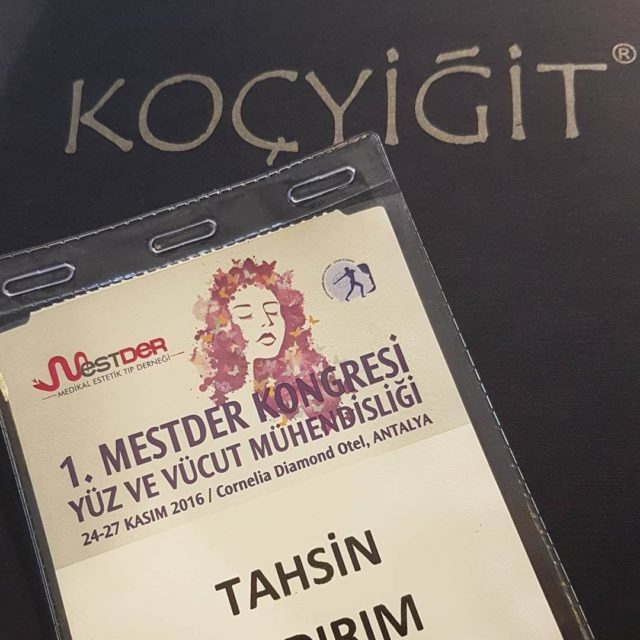 KOÇYİĞİT®
MESTDER
MEDİKAL ESTETİK TIP DERNEĞİ
1. MESTDER KONGRESİ
YÜZ VE VÜCUT MÜHENDİSLİĞİ
24-27 KASIM 2016 / Cornelia Diamond Otel, ANTALYA
TAHSİN